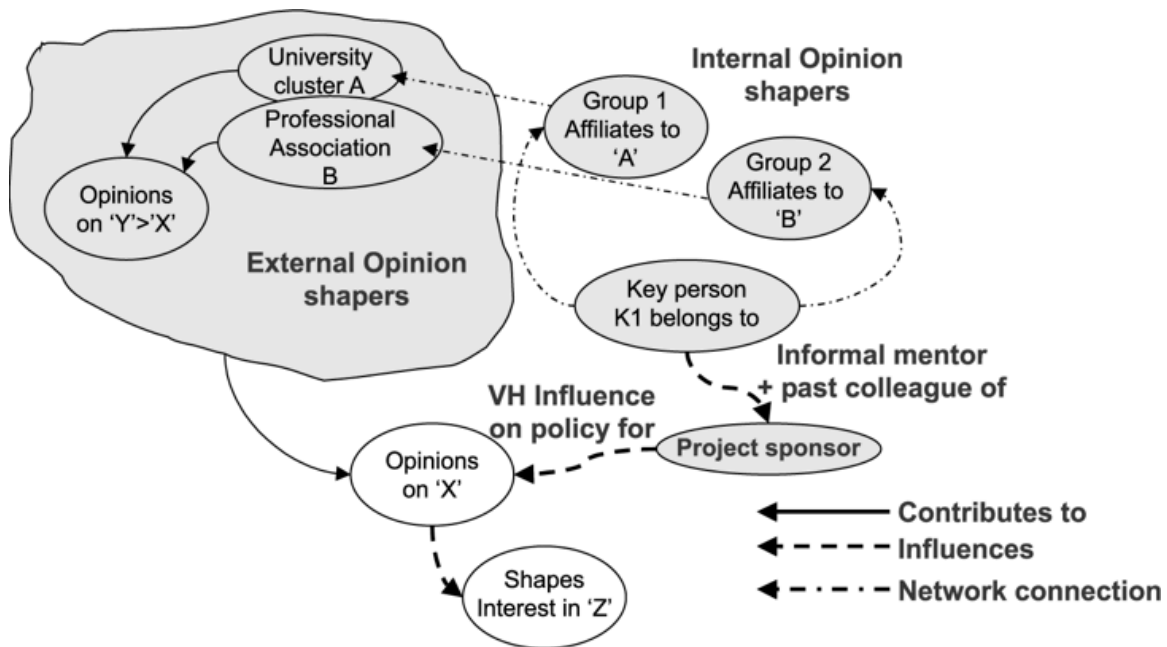 University
cluster A
Professional
Association
B
Opinions
on ‘Y’>’X’
External Opinion
shapers
Internal Opinion
shapers
Group 1
Affiliates to
‘A’
Group 2
Affiliates to
‘B’
Key person
K1 belongs to
Informal mentor
+ past colleague of
VH Influence
on policy for
Project sponsor
Opinions
on ‘X’
Shapes
Interest in ‘Z’
Contributes to
Influences
Network connection